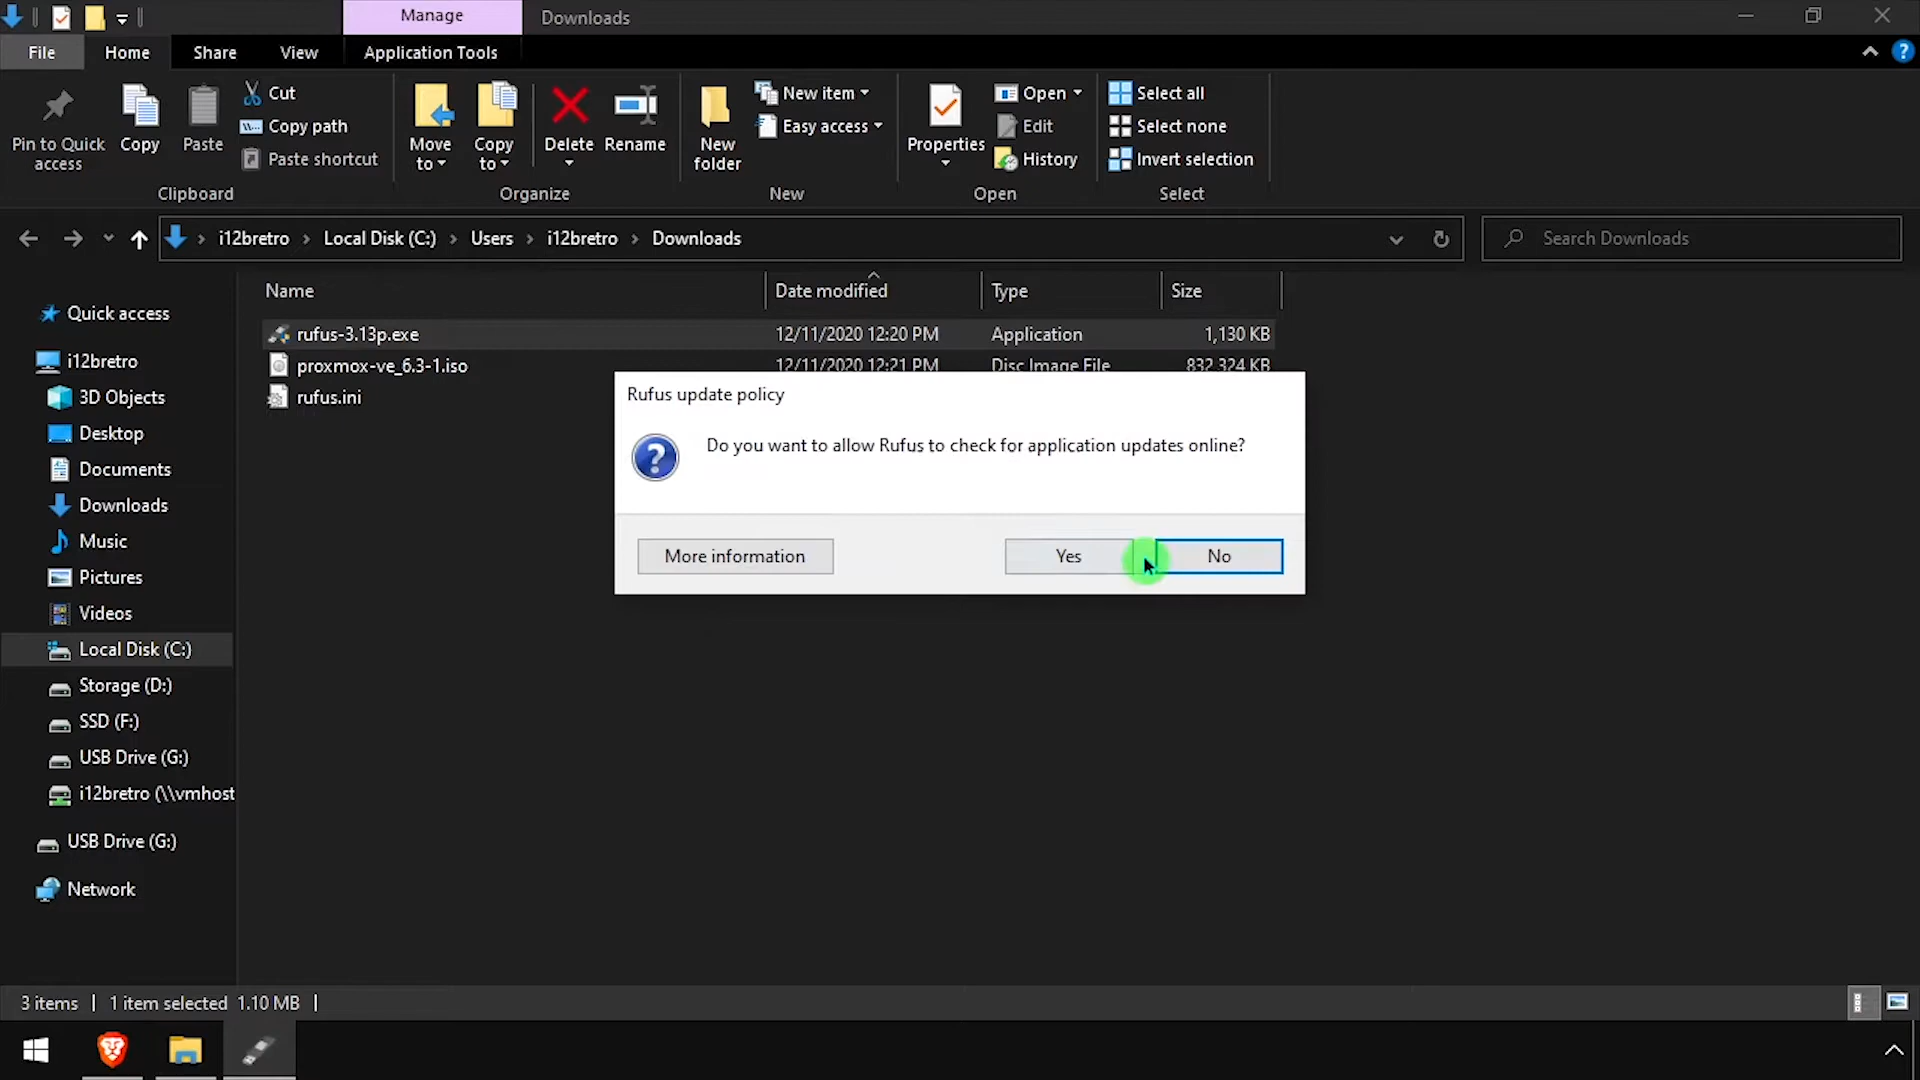 Manage
Downloads
File
Home
Share
View
Application Tools
Pin to Quick access
Copy
Paste
Cut
Copy path
Paste shortcut
Clipboard
Move to
Copy to
Delete
Rename
Organize
New folder
New item
Easy access
New
Properties
Open
Edit
History
Open
Select all
Select none
Invert selection
Select
i12bretro
Local Disk (C:)
Users
i12bretro
Downloads
Search Downloads
Name
Date modified
Type
Size
rufus-3.13p.exe 12/11/2020 12:20 PM Application 1,130 KB
proxmox-ve_6.3-1.iso 12/11/2020 12:21 PM Disc Image File 832,324 KB
rufus.ini
Quick access
i12bretro
3D Objects
Desktop
Documents
Downloads
Music
Pictures
Videos
Local Disk (C:)
Storage (D:)
SSD (F:)
USB Drive (G:)
i12bretro (\\vmhost
USB Drive (G:)
Network
Rufus update policy
Do you want to allow Rufus to check for application updates online?
More information
Yes
No
3 items
1 item selected 1.10 MB